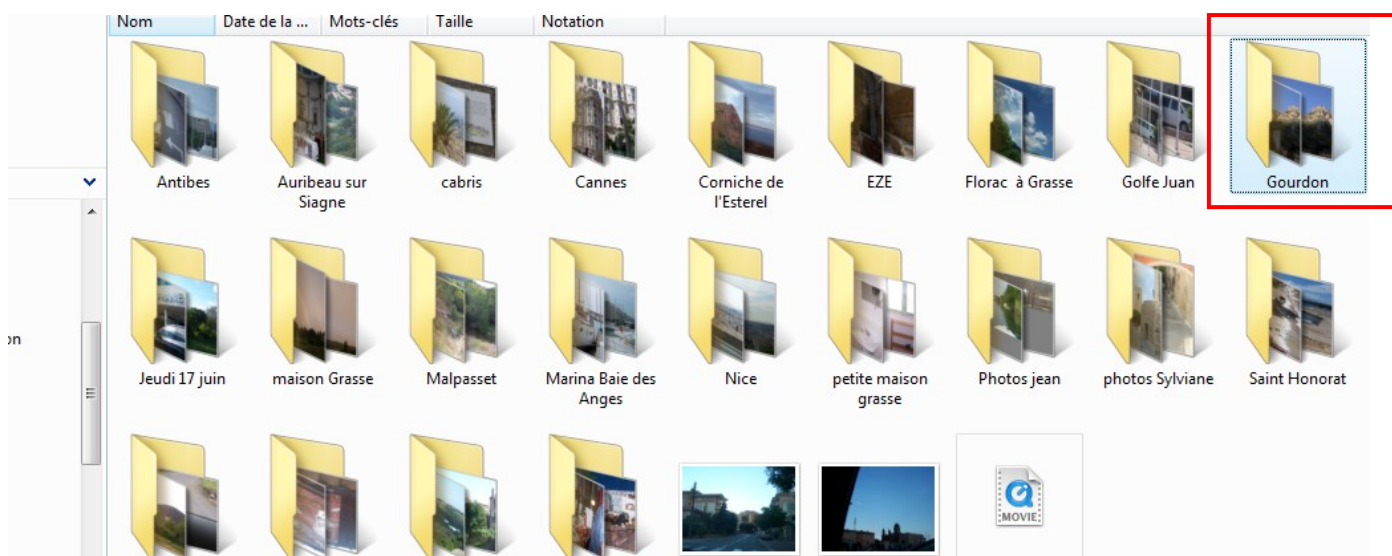 Nom Date de la ... Mots-clés Taille Notation
Antibes Auribeau sur Siagne cabris Cannes Corniche de l'Esterel EZE Florac à Grasse Golfe Juan Gourdon
on
Jeudi 17 juin maison Grasse Malpasset Marina Baie des Anges Nice petite maison grasse Photos jean photos Sylviane Saint Honorat
MOVIE